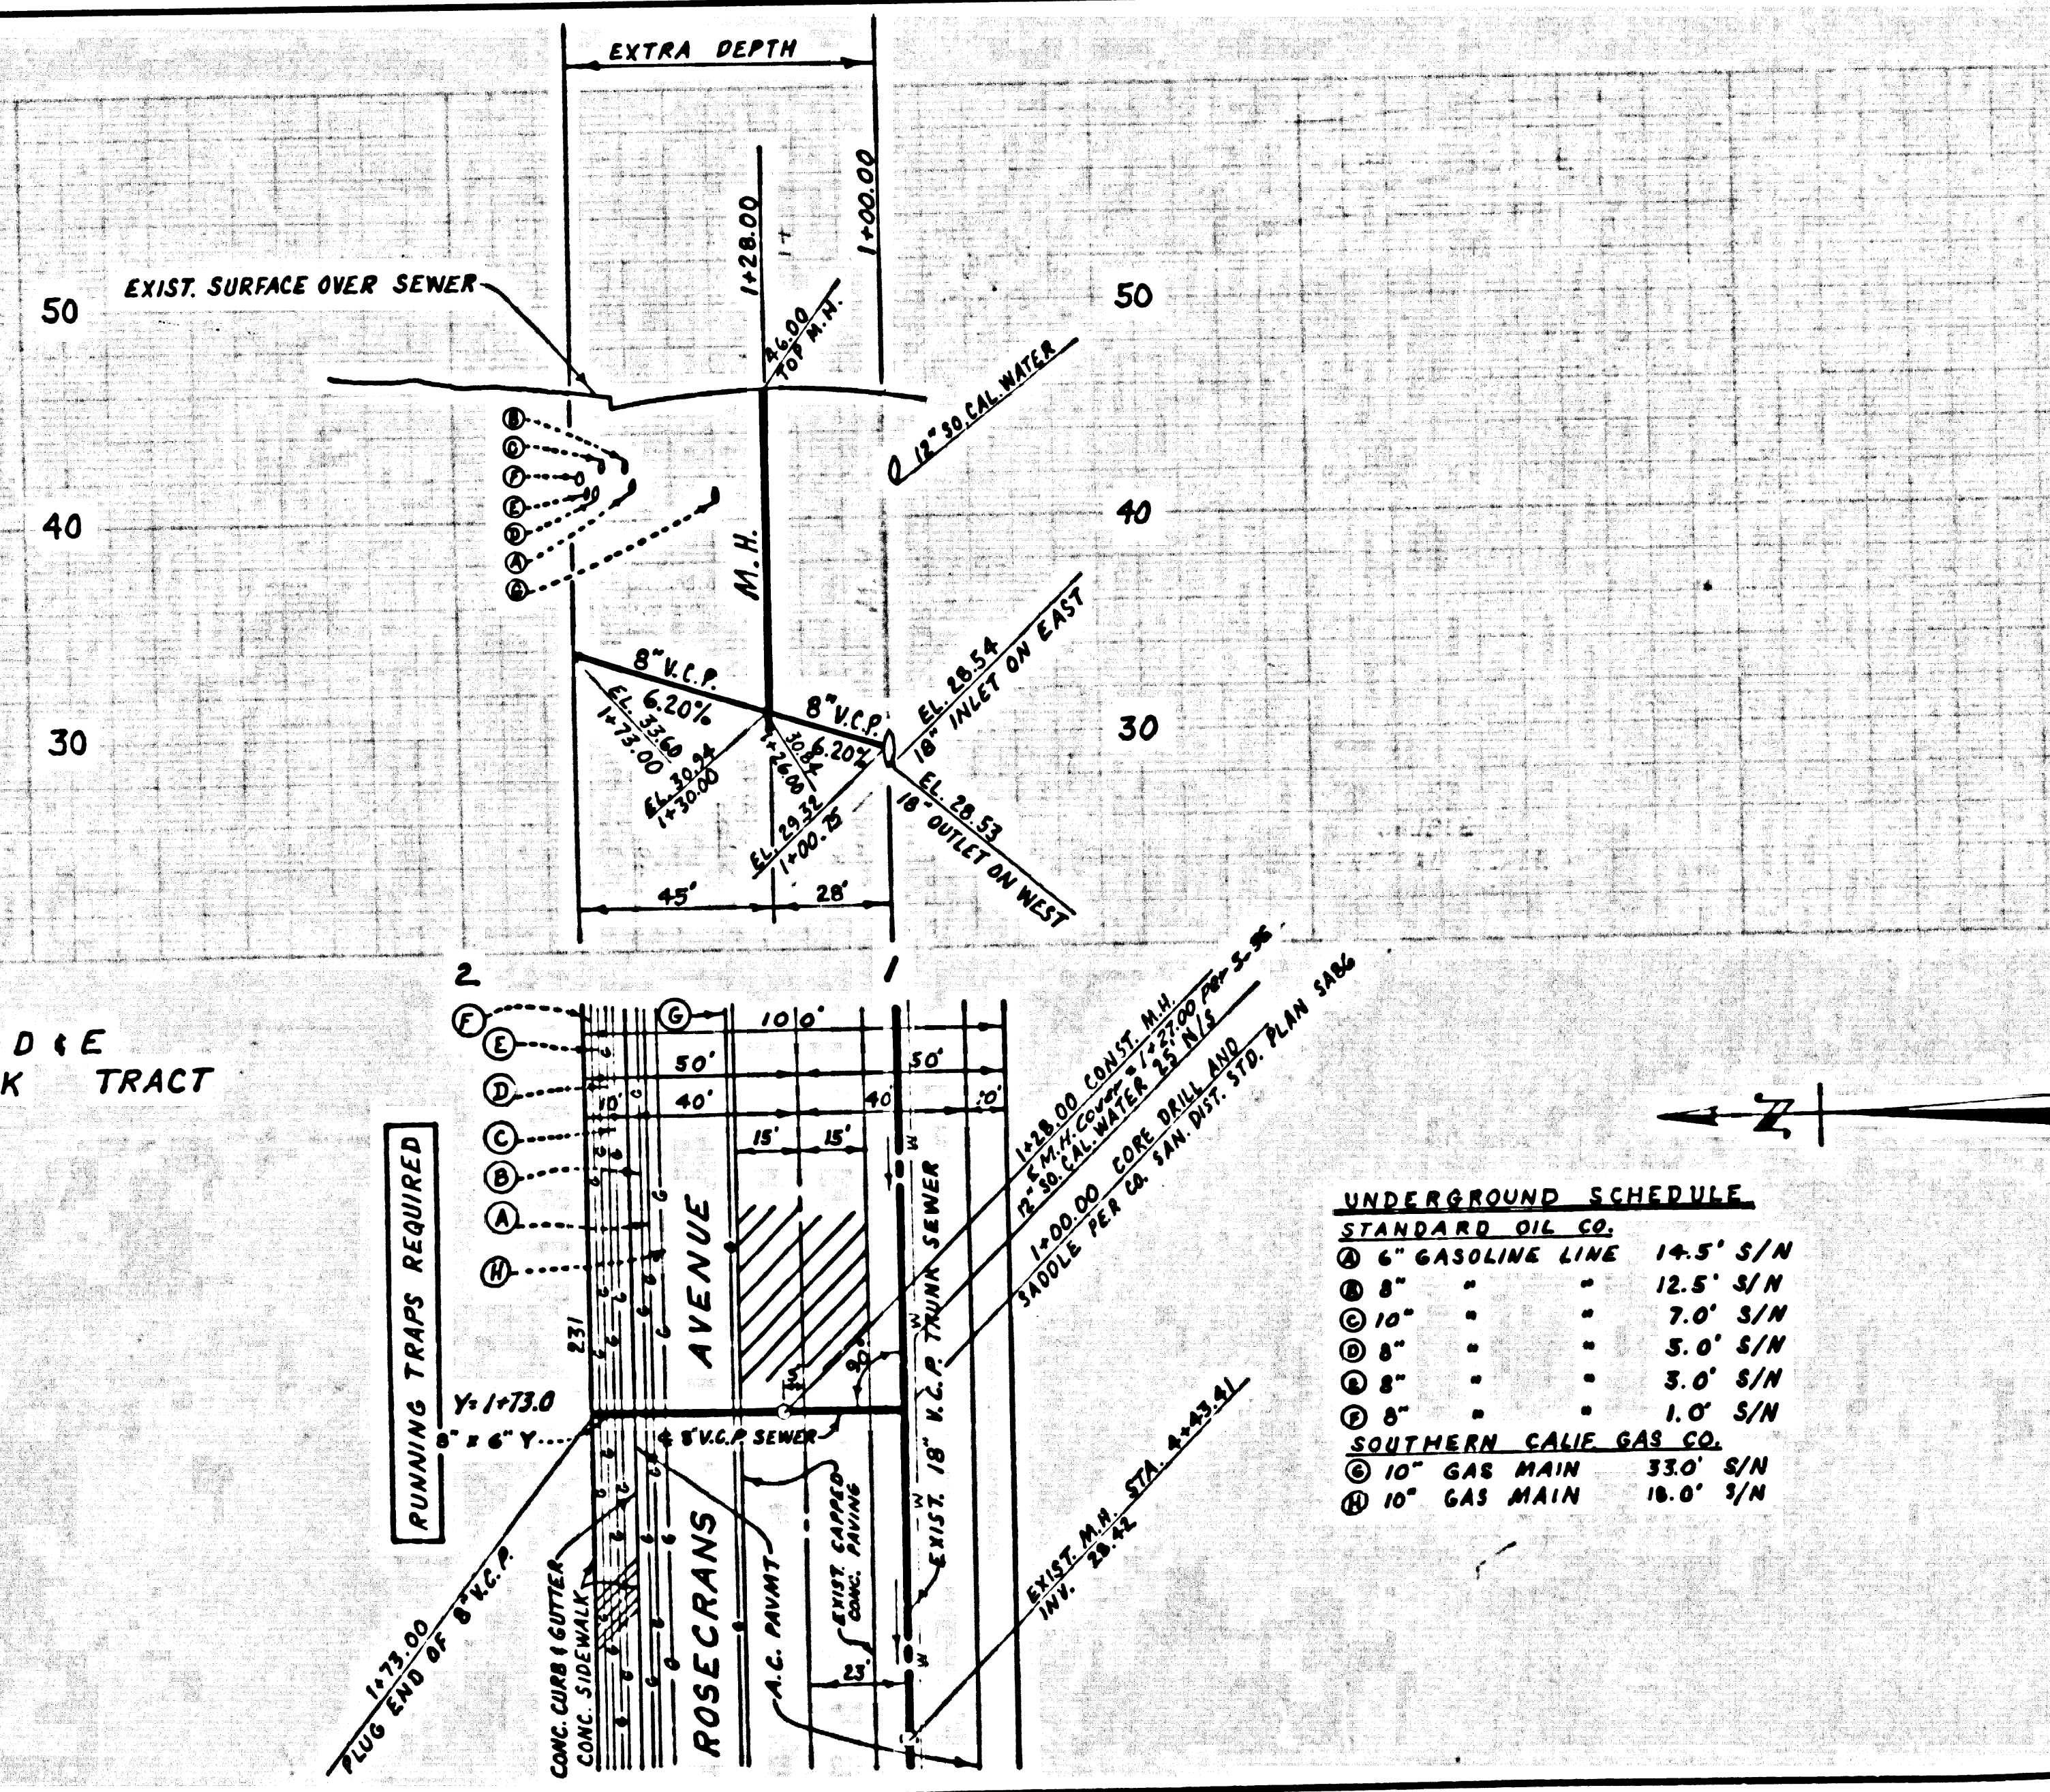 EXTRA DEPTH
1+28.00
1+00.00
EXIST. SURFACE OVER SEWER
50
50
46.00
TOP M.H.
12" SO. CAL. WATER
B
C
F
E
D
A
G
40
40
M.H.
30
30
8" V.C.P.
6.20%
EL. 33.60
1+73.00
EL. 30.94
1+30.00
8" V.C.P.
6.20%
30.84
1+26.00
EL. 29.32
1+00.75
EL. 28.54
18" INLET ON EAST
EL. 28.53
18" OUTLET ON WEST
45'
28'
2
1
D & E
K TRACT
F
E
D
C
B
A
H
G
100'
50'
50'
10'
40'
40'
15'
15'
RUNNING TRAPS REQUIRED
231
Y=1+73.0
8" x 6" Y
1+73.00
PLUG END OF 8" V.C.P.
ROSECRANS AVENUE
90°
℄ 8" V.C.P. SEWER
CONC. CURB & GUTTER
CONC. SIDEWALK
A.C. PAVMT
EXIST. CAPPED
CONC. PAVING
EXIST. 18" V.C.P. TRUNK SEWER
1+28.00 CONST. M.H.
℄ M.H. Cover = 1+27.00 per S-36
12" SO. CAL. WATER 25' N/S
1+00.00 CORE DRILL AND
SADDLE PER CO. SAN. DIST. STD. PLAN SA86
EXIST. M.H. STA. 4+43.41
INV. 28.42
N
UNDERGROUND SCHEDULE
STANDARD OIL CO.
A 6" GASOLINE LINE 14.5' S/N
B 8" " " 12.5' S/N
C 10" " " 7.0' S/N
D 8" " " 5.0' S/N
E 8" " " 3.0' S/N
F 8" " " 1.0' S/N
SOUTHERN CALIF. GAS CO.
G 10" GAS MAIN 33.0' S/N
H 10" GAS MAIN 18.0' S/N